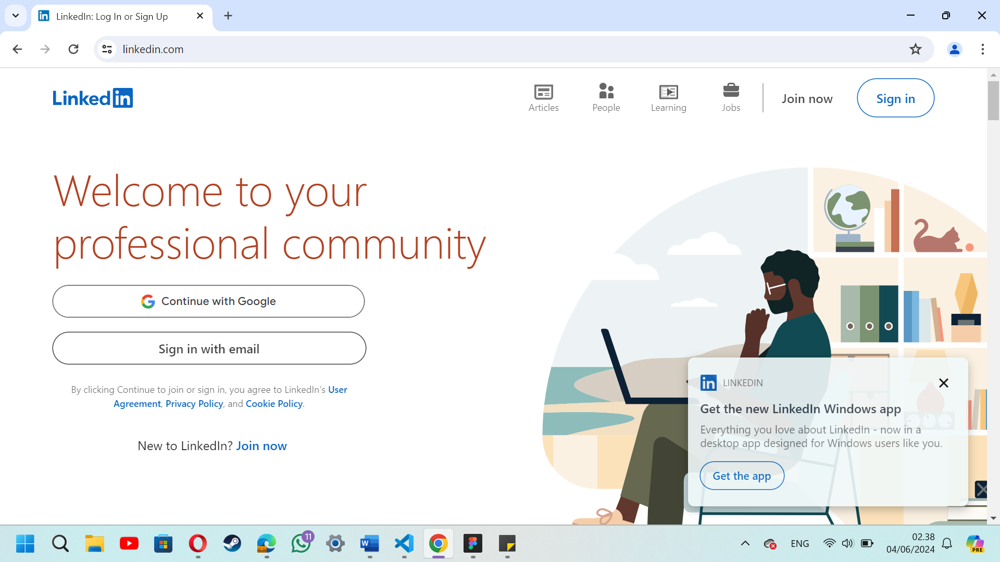 LinkedIn: Log In or Sign Up
linkedin.com
Linkedin
Articles
People
Learning
Jobs
Join now
Sign in
Welcome to your
professional community
Continue with Google
Sign in with email
By clicking Continue to join or sign in, you agree to LinkedIn’s User
Agreement, Privacy Policy, and Cookie Policy.
New to LinkedIn? Join now
in LINKEDIN
Get the new LinkedIn Windows app
Everything you love about LinkedIn - now in a
desktop app designed for Windows users like you.
Get the app
11
ENG
02.38
04/06/2024
PRE